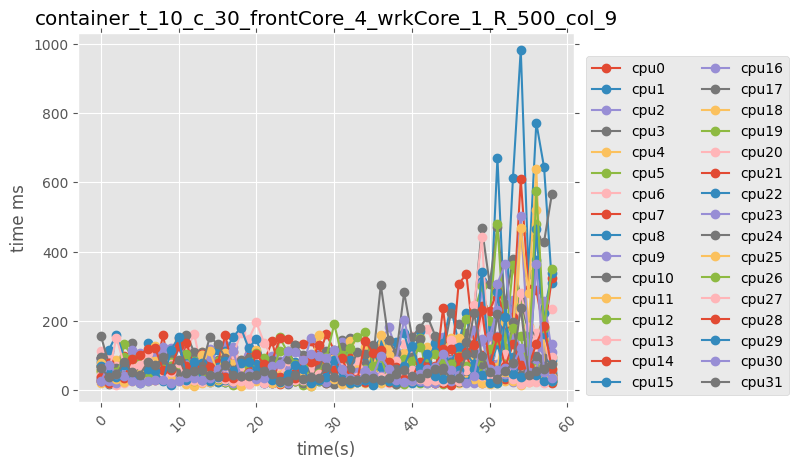 container_t_10_c_30_frontCore_4_wrkCore_1_R_500_col_9
time ms
1000
800
600
400
200
0
0
10
20
30
40
50
60
time(s)
cpu0
cpu1
cpu2
cpu3
cpu4
cpu5
cpu6
cpu7
cpu8
cpu9
cpu10
cpu11
cpu12
cpu13
cpu14
cpu15
cpu16
cpu17
cpu18
cpu19
cpu20
cpu21
cpu22
cpu23
cpu24
cpu25
cpu26
cpu27
cpu28
cpu29
cpu30
cpu31